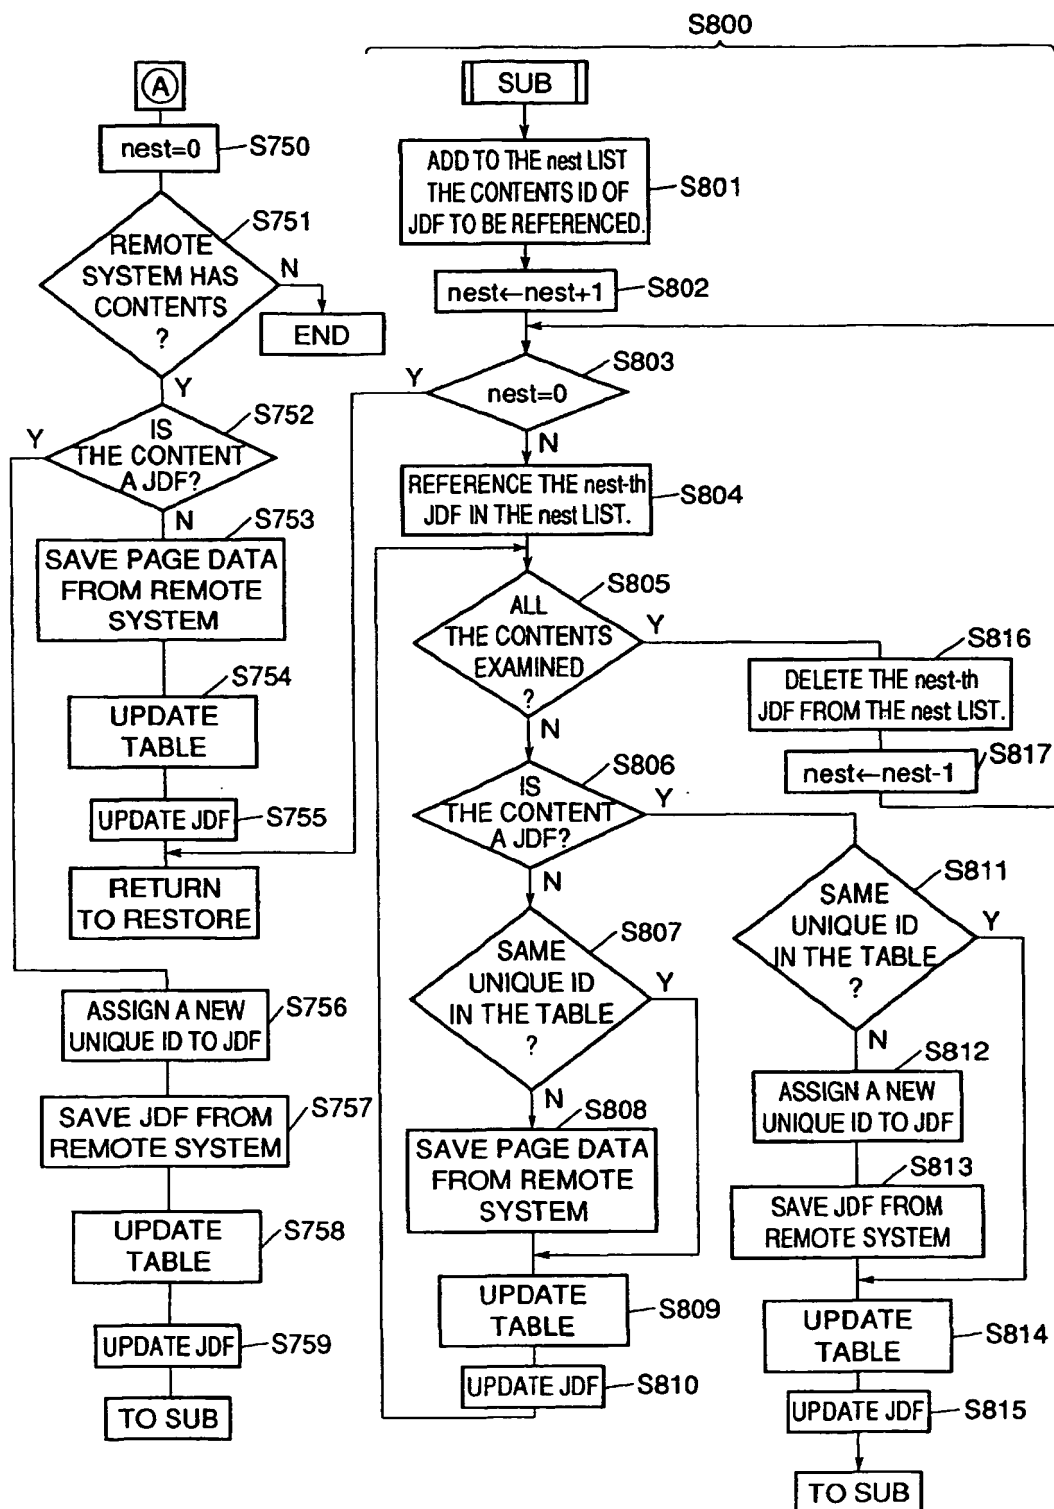 S800
A
nest=0
S750
S751
REMOTE
SYSTEM HAS
CONTENTS
?
N
END
Y
S752
IS
THE CONTENT
A JDF?
Y
N
S753
SAVE PAGE DATA
FROM REMOTE
SYSTEM
S754
UPDATE
TABLE
UPDATE JDF
S755
RETURN
TO RESTORE
ASSIGN A NEW
UNIQUE ID TO JDF
S756
SAVE JDF FROM
REMOTE SYSTEM
S757
UPDATE
TABLE
S758
UPDATE JDF
S759
TO SUB
SUB
ADD TO THE nest LIST
THE CONTENTS ID OF
JDF TO BE REFERENCED.
S801
nest←nest+1
S802
S803
Y
nest=0
N
REFERENCE THE nest-th
JDF IN THE nest LIST.
S804
S805
ALL
THE CONTENTS
EXAMINED
?
Y
N
S806
IS
THE CONTENT
A JDF?
Y
N
S807
SAME
UNIQUE ID
IN THE TABLE
?
Y
N
S808
SAVE PAGE DATA
FROM REMOTE
SYSTEM
UPDATE
TABLE
S809
UPDATE JDF
S810
S816
DELETE THE nest-th
JDF FROM THE nest LIST.
S817
nest←nest-1
S811
SAME
UNIQUE ID
IN THE TABLE
?
Y
N
S812
ASSIGN A NEW
UNIQUE ID TO JDF
S813
SAVE JDF FROM
REMOTE SYSTEM
UPDATE
TABLE
S814
UPDATE JDF
S815
TO SUB